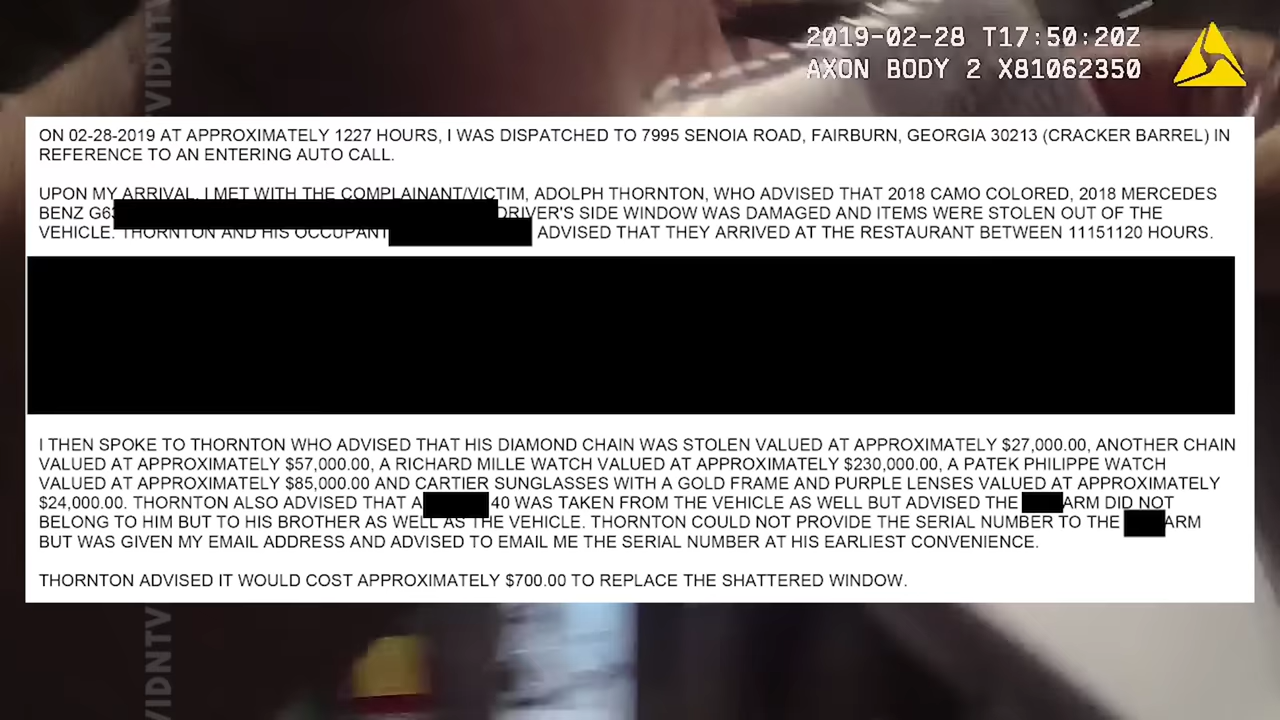 2019-02-28 T17:50:20Z
AXON BODY 2 X81062350
VIDNTV
ON 02-28-2019 AT APPROXIMATELY 1227 HOURS, I WAS DISPATCHED TO 7995 SENOIA ROAD, FAIRBURN, GEORGIA 30213 (CRACKER BARREL) IN
REFERENCE TO AN ENTERING AUTO CALL.
UPON MY ARRIVAL, I MET WITH THE COMPLAINANT/VICTIM, ADOLPH THORNTON, WHO ADVISED THAT 2018 CAMO COLORED, 2018 MERCEDES
BENZ G63 DRIVER'S SIDE WINDOW WAS DAMAGED AND ITEMS WERE STOLEN OUT OF THE
VEHICLE. THORNTON AND HIS OCCUPANT ADVISED THAT THEY ARRIVED AT THE RESTAURANT BETWEEN 11151120 HOURS.
I THEN SPOKE TO THORNTON WHO ADVISED THAT HIS DIAMOND CHAIN WAS STOLEN VALUED AT APPROXIMATELY $27,000.00, ANOTHER CHAIN
VALUED AT APPROXIMATELY $57,000.00, A RICHARD MILLE WATCH VALUED AT APPROXIMATELY $230,000.00, A PATEK PHILIPPE WATCH
VALUED AT APPROXIMATELY $85,000.00 AND CARTIER SUNGLASSES WITH A GOLD FRAME AND PURPLE LENSES VALUED AT APPROXIMATELY
$24,000.00. THORNTON ALSO ADVISED THAT A 40 WAS TAKEN FROM THE VEHICLE AS WELL BUT ADVISED THE ARM DID NOT
BELONG TO HIM BUT TO HIS BROTHER AS WELL AS THE VEHICLE. THORNTON COULD NOT PROVIDE THE SERIAL NUMBER TO THE ARM
BUT WAS GIVEN MY EMAIL ADDRESS AND ADVISED TO EMAIL ME THE SERIAL NUMBER AT HIS EARLIEST CONVENIENCE.
THORNTON ADVISED IT WOULD COST APPROXIMATELY $700.00 TO REPLACE THE SHATTERED WINDOW.
VIDNTV